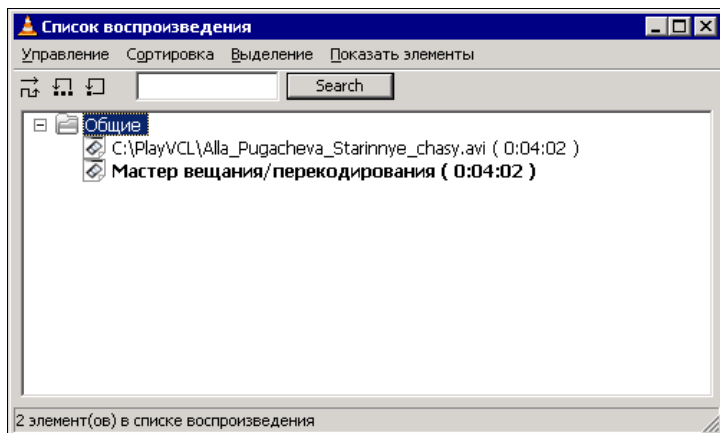 Список воспроизведения
Управление Сортировка Выделение Показать элементы
Search
Общие
C:\PlayVCL\Alla_Pugacheva_Starinnye_chasy.avi ( 0:04:02 )
Мастер вещания/перекодирования ( 0:04:02 )
2 элемент(ов) в списке воспроизведения